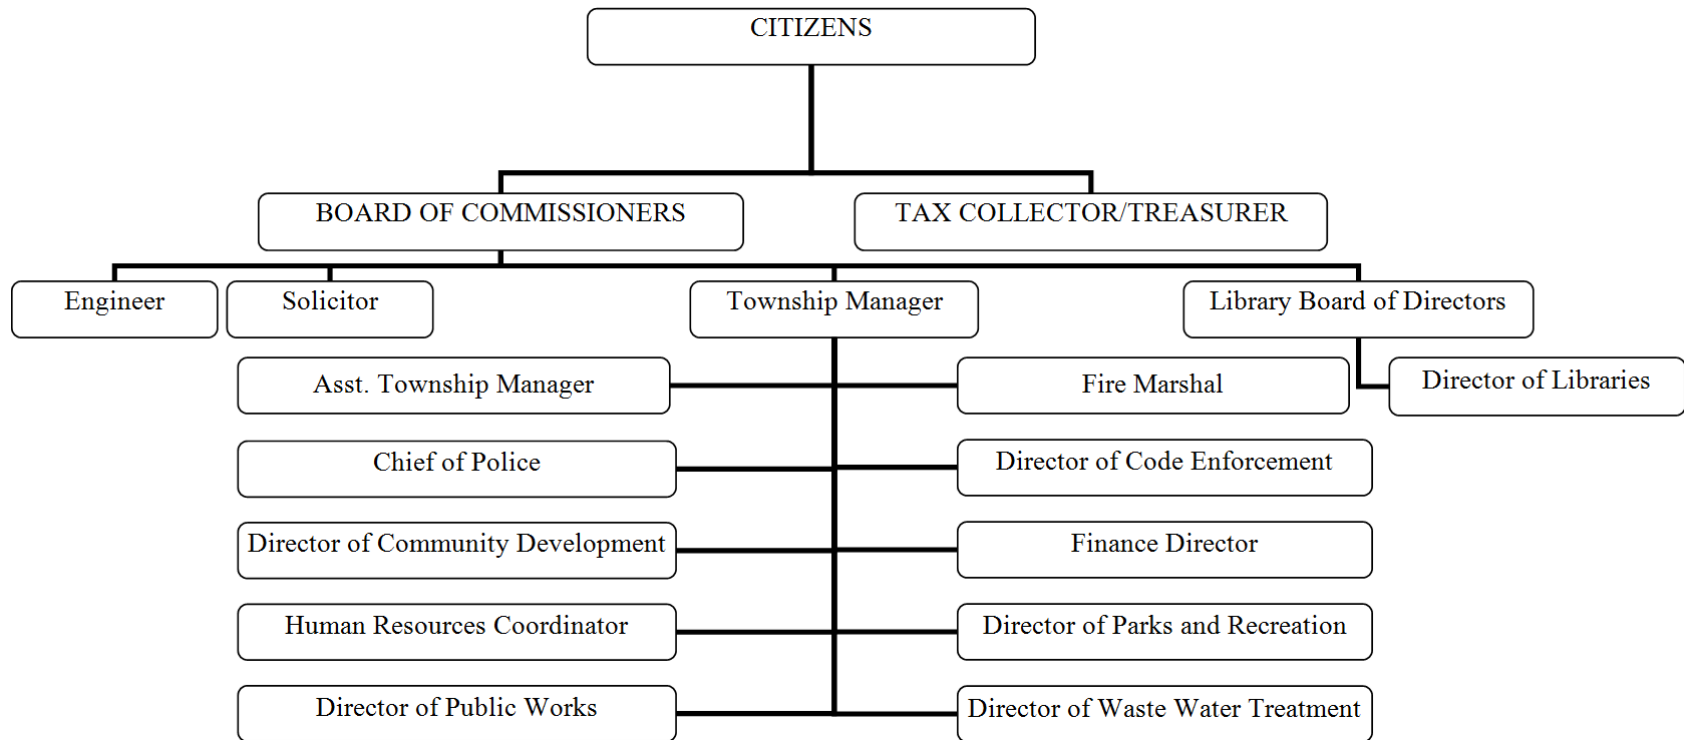 CITIZENS
BOARD OF COMMISSIONERS
TAX COLLECTOR/TREASURER
Engineer
Solicitor
Township Manager
Library Board of Directors
Asst. Township Manager
Fire Marshal
Director of Libraries
Chief of Police
Director of Code Enforcement
Director of Community Development
Finance Director
Human Resources Coordinator
Director of Parks and Recreation
Director of Public Works
Director of Waste Water Treatment